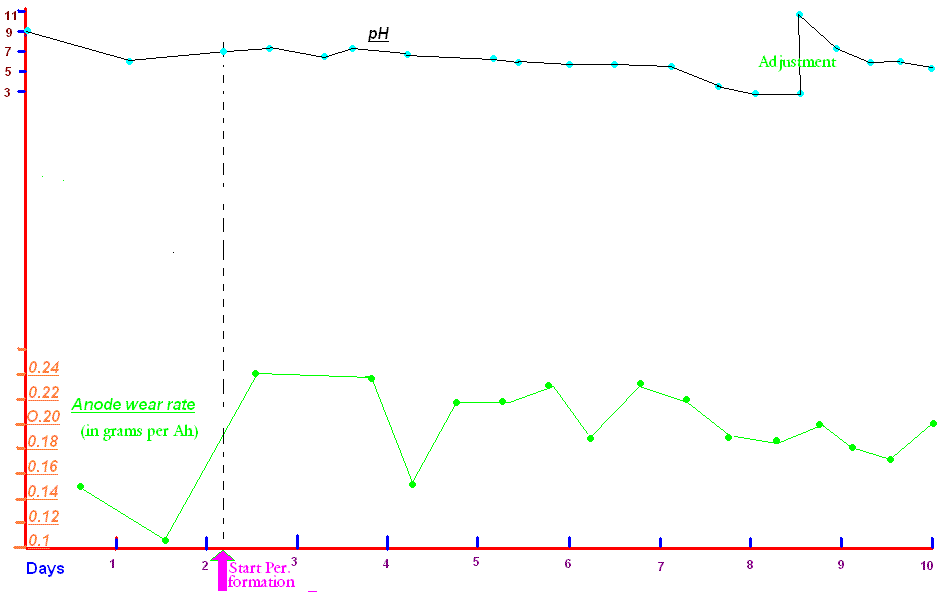 11
9
7
5
3
pH
Adjustment
0.24
0.22
O.20
0.18
0.16
0.14
0.12
0.1
Anode wear rate
(in grams per Ah)
Days
1
2
3
4
5
6
7
8
9
10
Start Per.
formation